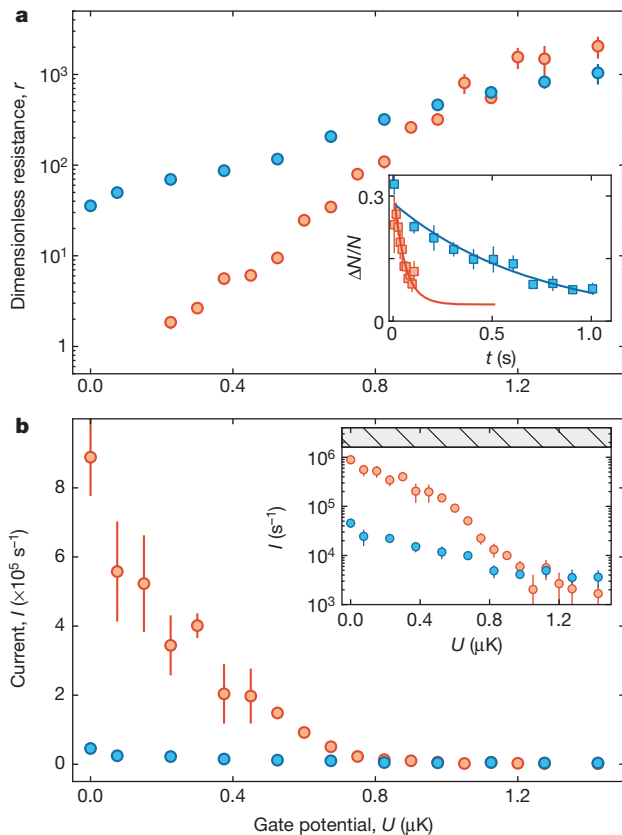 a
Dimensionless resistance, r
10³
10²
10¹
1
0.0 0.4 0.8 1.2
ΔN/N
0.3
0
0 0.5 1.0
t (s)
b
Current, I (×10⁵ s⁻¹)
8
6
4
2
0
0.0 0.4 0.8 1.2
Gate potential, U (μK)
I (s⁻¹)
10⁶
10⁵
10⁴
10³
0.0 0.4 0.8 1.2
U (μK)